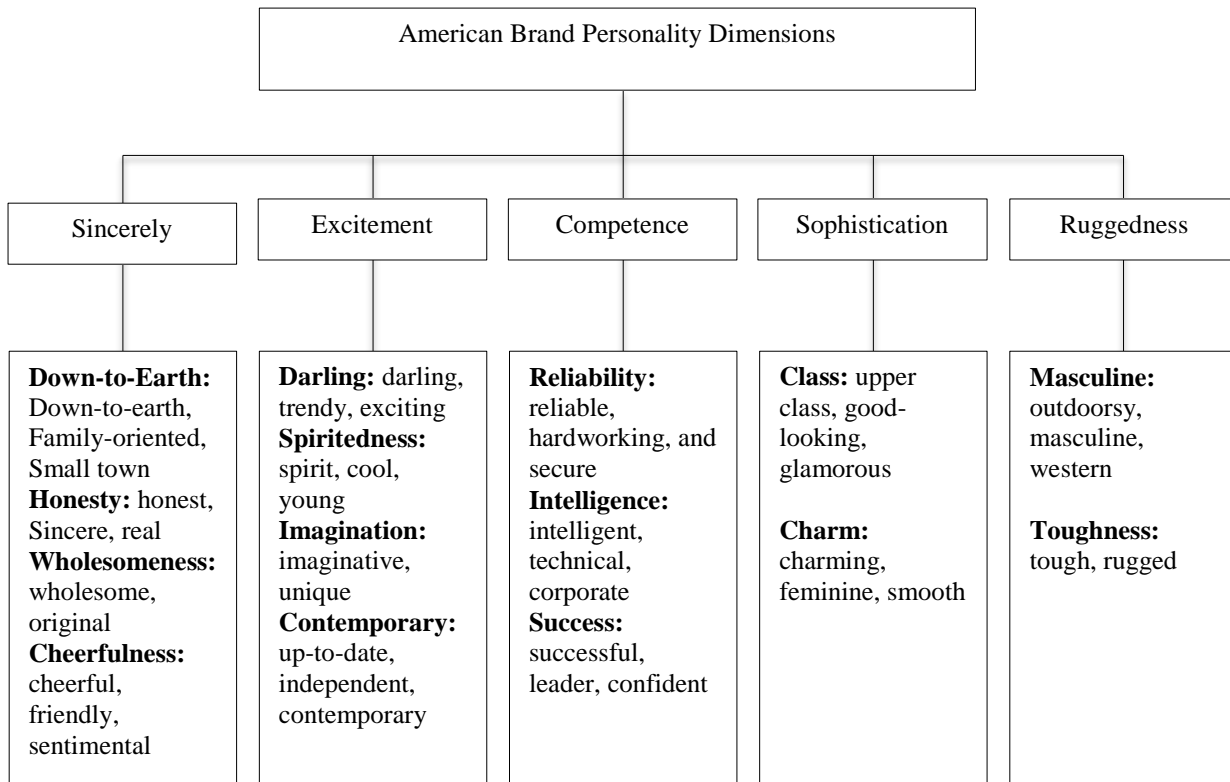 American Brand Personality Dimensions
Sincerely
Excitement
Competence
Sophistication
Ruggedness
Down-to-Earth:
Down-to-earth,
Family-oriented,
Small town
Honesty: honest,
Sincere, real
Wholesomeness:
wholesome,
original
Cheerfulness:
cheerful,
friendly,
sentimental
Darling: darling,
trendy, exciting
Spiritedness:
spirit, cool,
young
Imagination:
imaginative,
unique
Contemporary:
up-to-date,
independent,
contemporary
Reliability:
reliable,
hardworking, and
secure
Intelligence:
intelligent,
technical,
corporate
Success:
successful,
leader, confident
Class: upper
class, good-
looking,
glamorous
Charm:
charming,
feminine, smooth
Masculine:
outdoorsy,
masculine,
western
Toughness:
tough, rugged